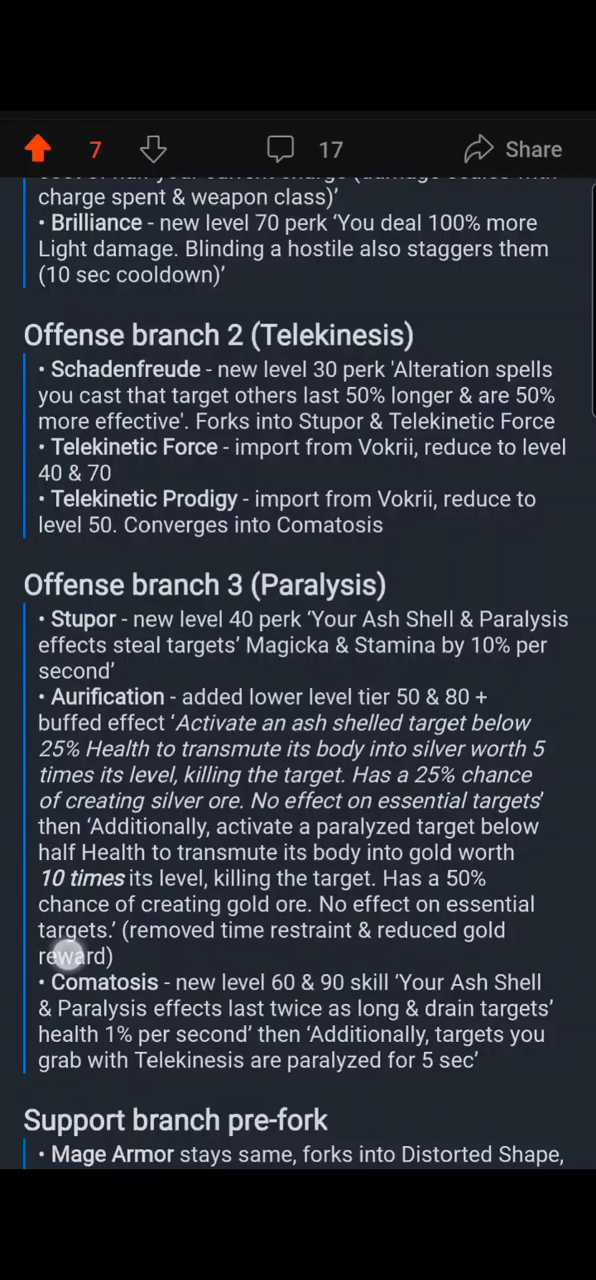 7
17
Share
charge spent & weapon class)’
• Brilliance - new level 70 perk ‘You deal 100% more
Light damage. Blinding a hostile also staggers them
(10 sec cooldown)’
Offense branch 2 (Telekinesis)
• Schadenfreude - new level 30 perk 'Alteration spells
you cast that target others last 50% longer & are 50%
more effective'. Forks into Stupor & Telekinetic Force
• Telekinetic Force - import from Vokrii, reduce to level
40 & 70
• Telekinetic Prodigy - import from Vokrii, reduce to
level 50. Converges into Comatosis
Offense branch 3 (Paralysis)
• Stupor - new level 40 perk ‘Your Ash Shell & Paralysis
effects steal targets’ Magicka & Stamina by 10% per
second’
• Aurification - added lower level tier 50 & 80 +
buffed effect ‘Activate an ash shelled target below
25% Health to transmute its body into silver worth 5
times its level, killing the target. Has a 25% chance
of creating silver ore. No effect on essential targets’
then ‘Additionally, activate a paralyzed target below
half Health to transmute its body into gold worth
10 times its level, killing the target. Has a 50%
chance of creating gold ore. No effect on essential
targets.’ (removed time restraint & reduced gold
reward)
• Comatosis - new level 60 & 90 skill ‘Your Ash Shell
& Paralysis effects last twice as long & drain targets’
health 1% per second’ then ‘Additionally, targets you
grab with Telekinesis are paralyzed for 5 sec’
Support branch pre-fork
• Mage Armor stays same, forks into Distorted Shape,